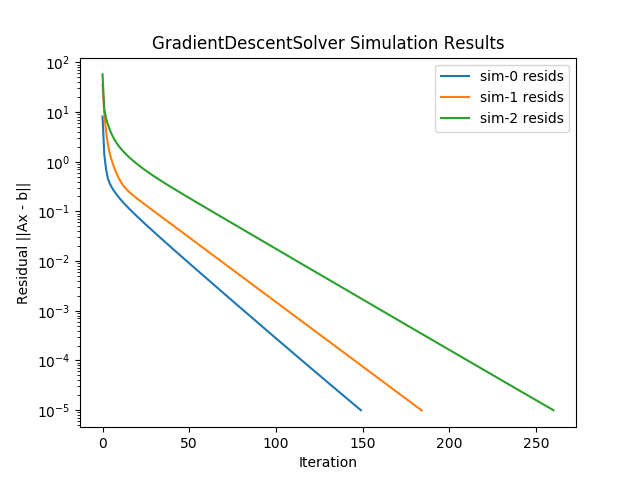 GradientDescentSolver Simulation Results
sim-0 resids
sim-1 resids
sim-2 resids
Residual ||Ax - b||
10²
10¹
10⁰
10⁻¹
10⁻²
10⁻³
10⁻⁴
10⁻⁵
0 50 100 150 200 250
Iteration